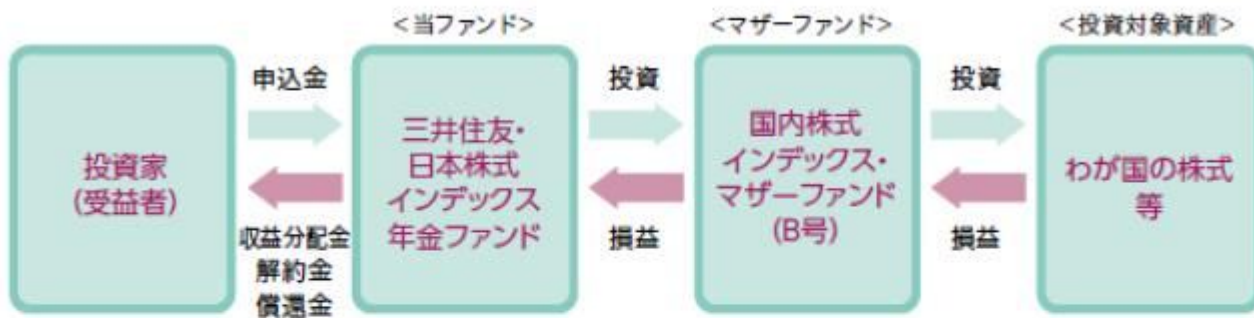 <当ファンド>
<マザーファンド>
<投資対象資産>
投資家
(受益者)
申込金
収益分配金
解約金
償還金
三井住友・
日本株式
インデックス
年金ファンド
投資
損益
国内株式
インデックス・
マザーファンド
(B号)
投資
損益
わが国の株式
等